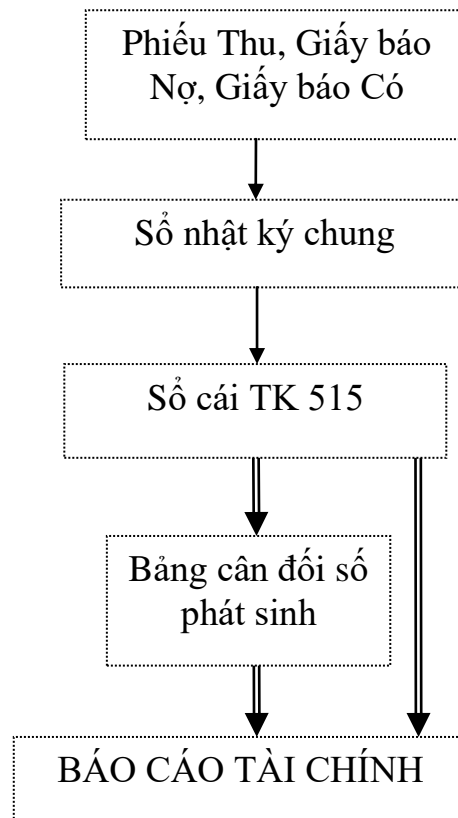 Phiếu Thu, Giấy báo
Nợ, Giấy báo Có
Sổ nhật ký chung
Sổ cái TK 515
Bảng cân đối số
phát sinh
BÁO CÁO TÀI CHÍNH